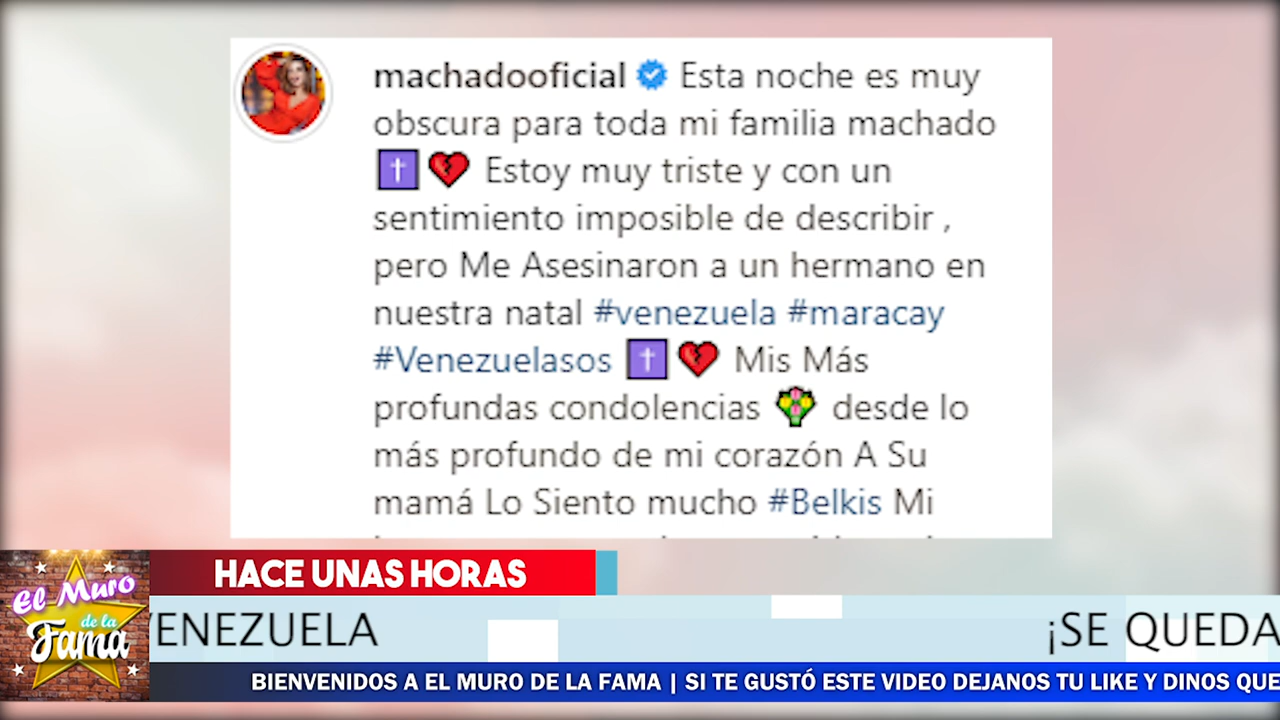 machadooficial Esta noche es muy
obscura para toda mi familia machado
Estoy muy triste y con un
sentimiento imposible de describir ,
pero Me Asesinaron a un hermano en
nuestra natal #venezuela #maracay
#Venezuelasos Mis Más
profundas condolencias desde lo
más profundo de mi corazón A Su
mamá Lo Siento mucho #Belkis Mi
HACE UNAS HORAS
El Muro
de la
Fama
VENEZUELA ¡SE QUEDA
BIENVENIDOS A EL MURO DE LA FAMA | SI TE GUSTÓ ESTE VIDEO DEJANOS TU LIKE Y DINOS QUE